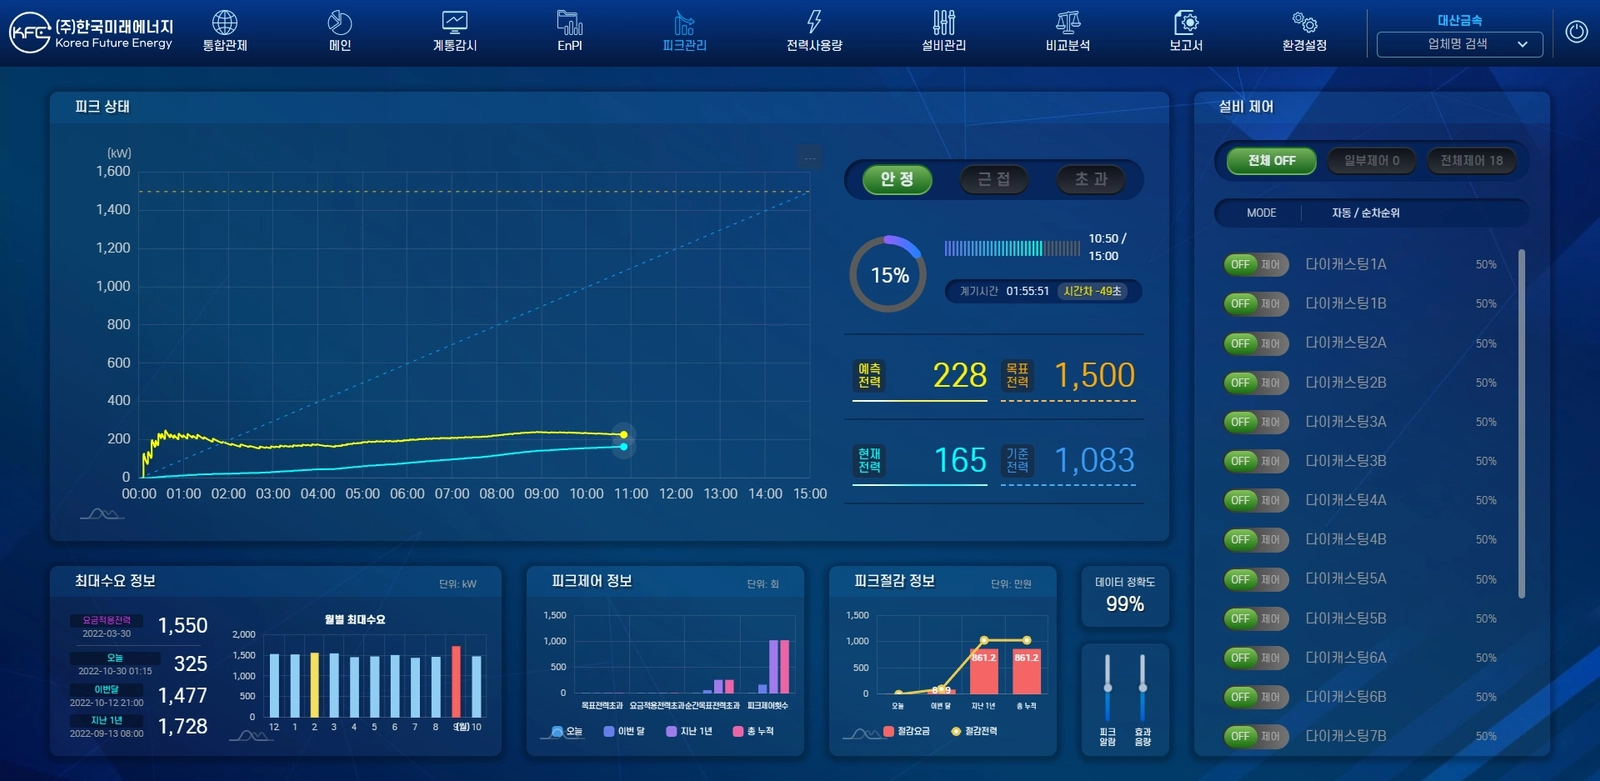 KFE (주)한국미래에너지
Korea Future Energy
통합관제 메인 계통감시 EnPI 피크관리 전력사용량 설비관리 비교분석 보고서 환경설정
대산금속
업체명 검색
피크 상태
(kW)
1,600
1,400
1,200
1,000
800
600
400
200
0
00:00 01:00 02:00 03:00 04:00 05:00 06:00 07:00 08:00 09:00 10:00 11:00 12:00 13:00 14:00 15:00
...
안 정 근 접 초 과
15%
10:50 /
15:00
계기시간 01:55:51 시간차 -49초
예측
전력 228
목표
전력 1,500
현재
전력 165
기준
전력 1,083
설비 제어
전체 OFF 일부제어 0 전체제어 18
MODE 자동 / 순차순위
OFF 제어 다이캐스팅1A 50%
OFF 제어 다이캐스팅1B 50%
OFF 제어 다이캐스팅2A 50%
OFF 제어 다이캐스팅2B 50%
OFF 제어 다이캐스팅3A 50%
OFF 제어 다이캐스팅3B 50%
OFF 제어 다이캐스팅4A 50%
OFF 제어 다이캐스팅4B 50%
OFF 제어 다이캐스팅5A 50%
OFF 제어 다이캐스팅5B 50%
OFF 제어 다이캐스팅6A 50%
OFF 제어 다이캐스팅6B 50%
OFF 제어 다이캐스팅7B 50%
최대수요 정보 단위: kW
요금적용전력
2022-03-30 1,550
오늘
2022-10-30 01:15 325
이번달
2022-10-12 21:00 1,477
지난 1년
2022-09-13 08:00 1,728
월별 최대수요
2,000
1,500
1,000
500
0
12 1 2 3 4 5 6 7 8 9 (월) 10
피크제어 정보 단위: 회
1,500
1,000
500
0
목표전력초과 요금적용전력초과 순간목표전력초과 피크제어횟수
오늘 이번 달 지난 1년 총 누적
피크절감 정보 단위: 만원
1,500
1,000
500
0
861.2 861.2
오늘 이번 달 지난 1년 총 누적
절감요금 절감전력
데이터 정확도
99%
피크
알람
효과
음량